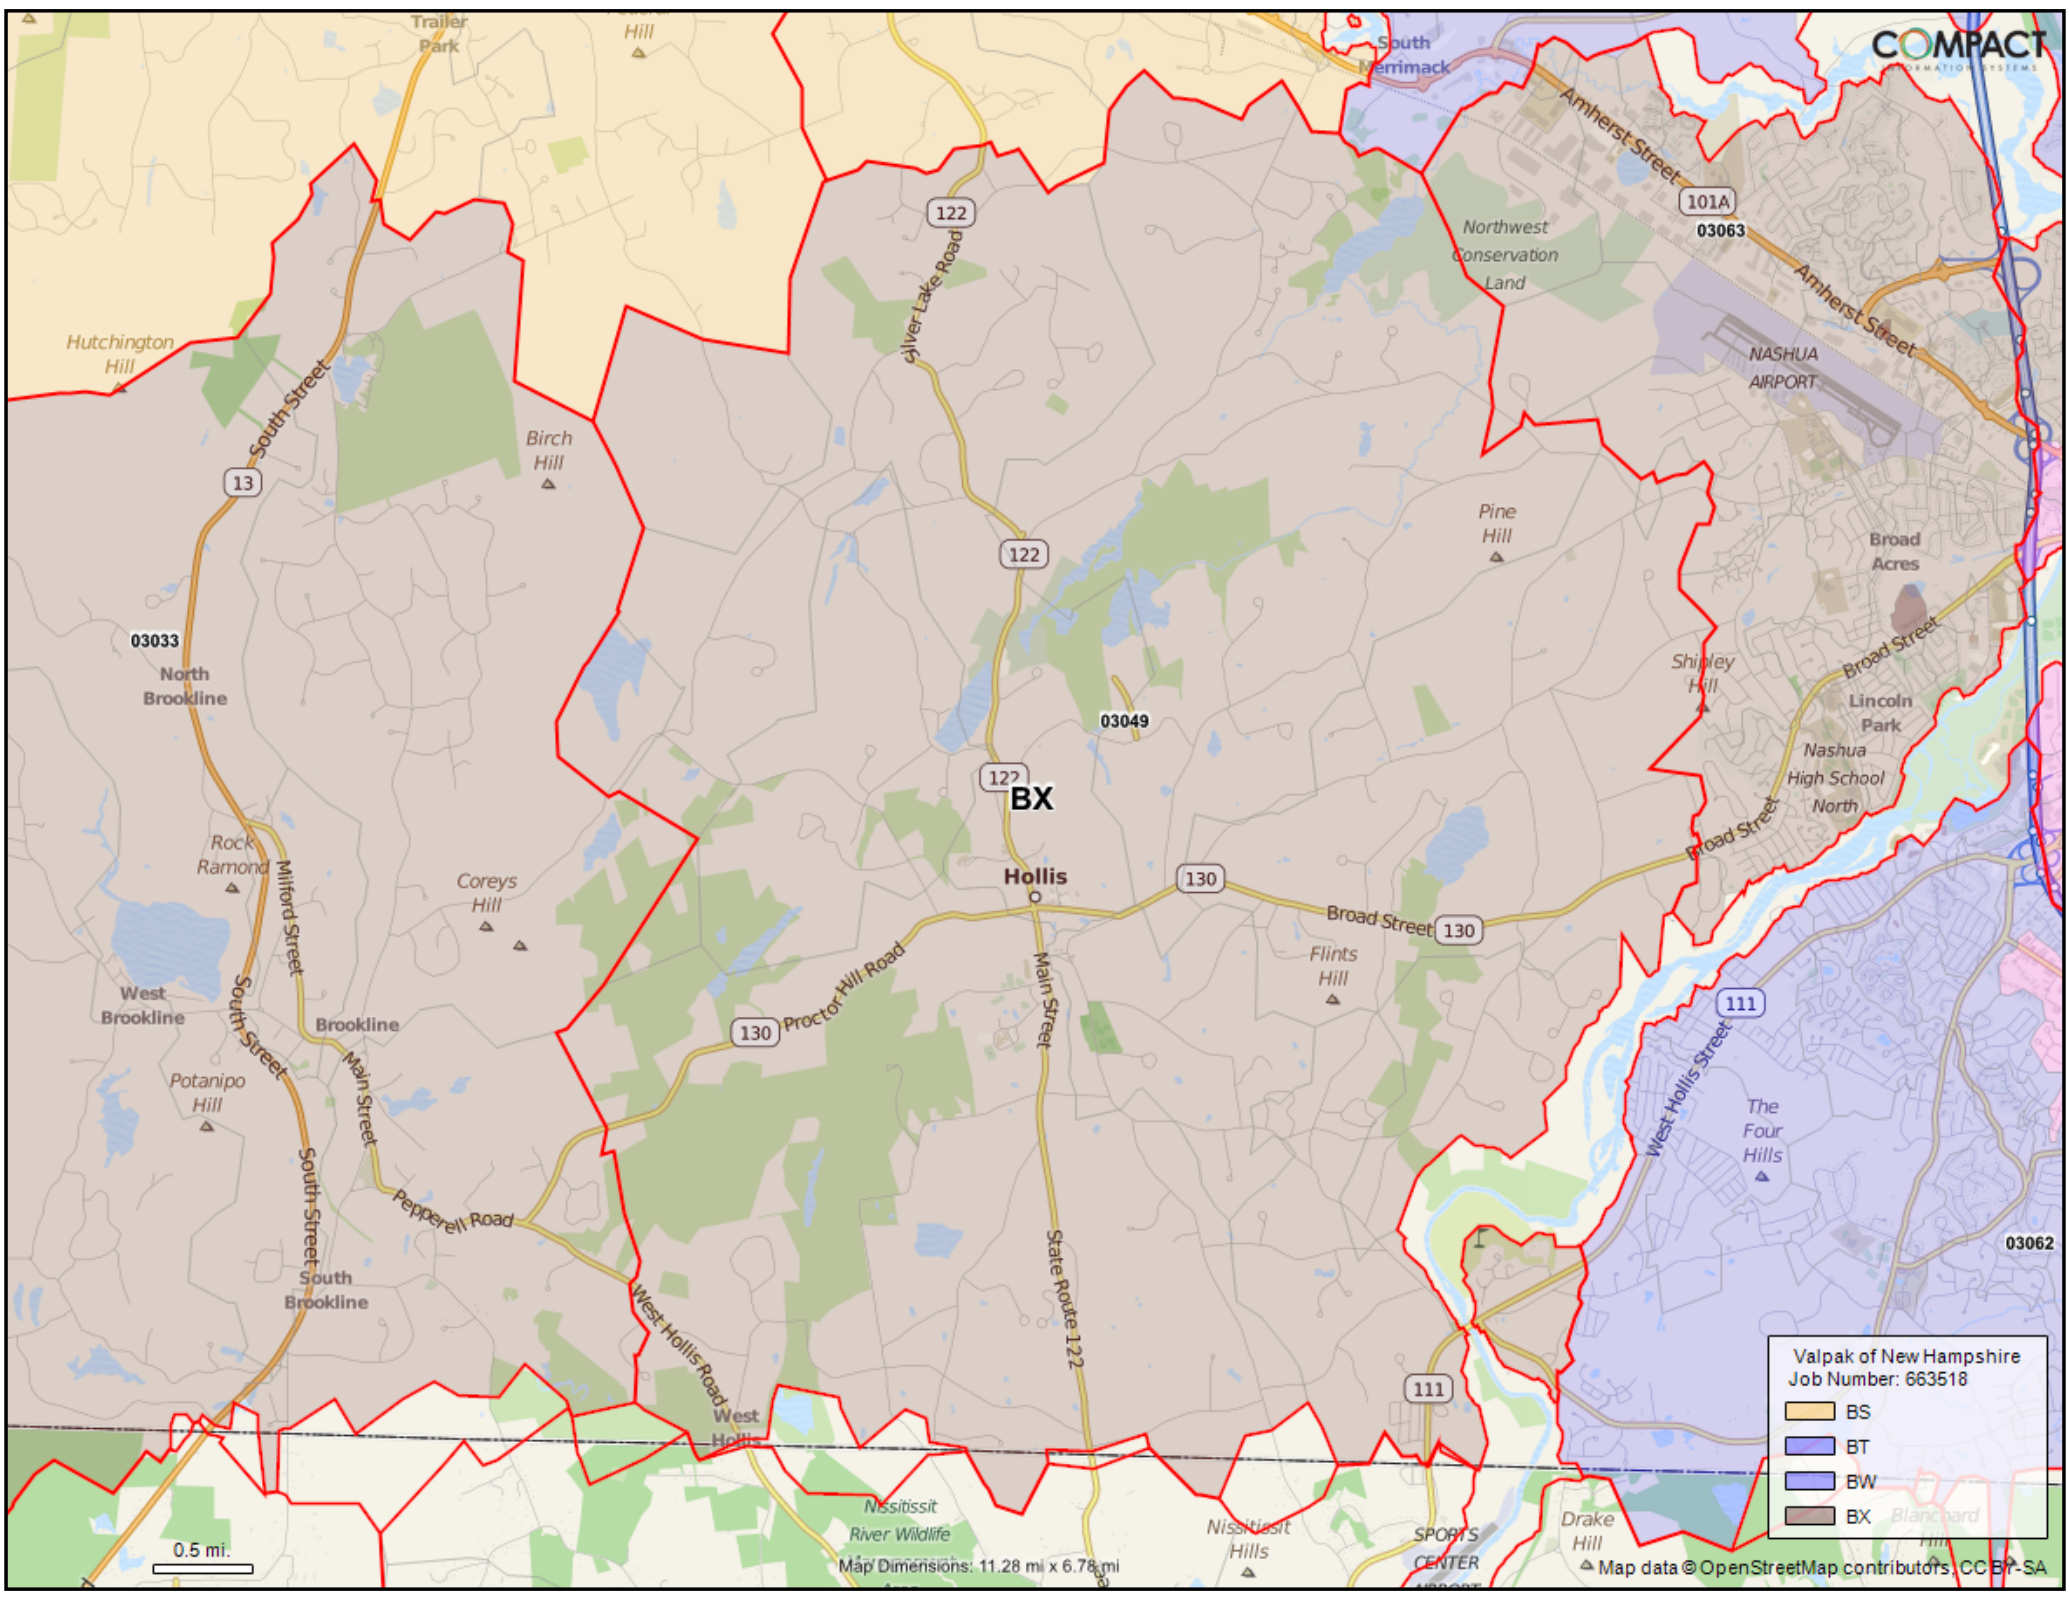 Trailer
Park
Hill
South
Merrimack
COMPACT
INFORMATION SYSTEMS
Amherst Street
101A
03063
122
Northwest
Conservation
Land
Silver Lake Road
Amherst Street
Hutchington
Hill
NASHUA
AIRPORT
South Street
13
Birch
Hill
122
Pine
Hill
Broad
Acres
03033
North
Brookline
Broad Street
Shipley
Hill
03049
Lincoln
Park
Nashua
High School
North
122
BX
Broad Street
Rock
Ramond
Milford Street
Coreys
Hill
Hollis
130
Broad Street
130
Proctor Hill Road
Main Street
Flints
Hill
West
Brookline
South Street
Brookline
130
111
West Hollis Street
Potanipo
Hill
Main Street
The
Four
Hills
South Street
Pepperell Road
State Route 122
03062
South
Brookline
West Hollis Road
111
West
Hollis
Valpak of New Hampshire
Job Number: 663518
BS
BT
BW
BX
Nissitissit
River Wildlife
Area
Nissitissit
Hills
SPORTS
CENTER
AIRPORT
Drake
Hill
Blanchard
Hill
0.5 mi.
Map Dimensions: 11.28 mi x 6.78 mi
Map data © OpenStreetMap contributors, CC BY-SA